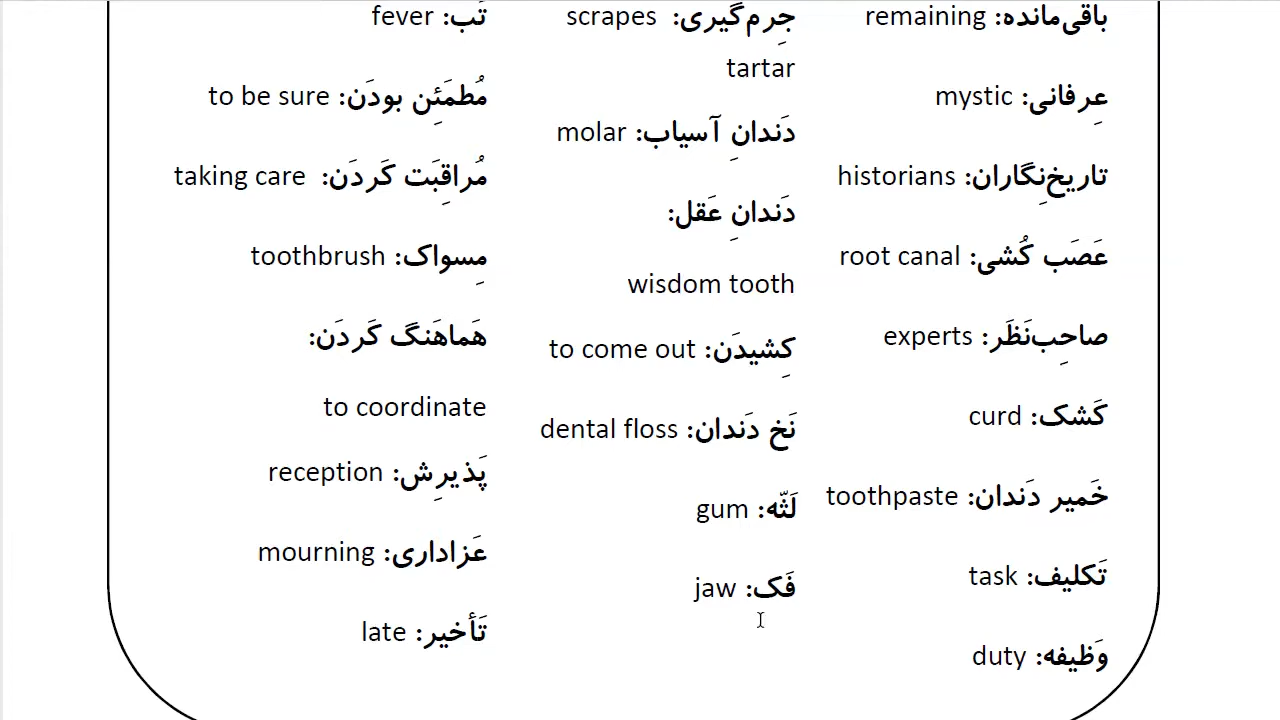 باقی‌مانده: remaining
عِرفانی: mystic
تاریخ‌نِگاران: historians
عَصَب کُشی: root canal
صاحِب‌نَظَر: experts
کَشک: curd
خَمیر دَندان: toothpaste
تَکلیف: task
وَظیفه: duty
جِرم‌گیری: scrapes
tartar
دَندانِ آسیاب: molar
دَندانِ عَقل:
wisdom tooth
کِشیدَن: to come out
نَخ دَندان: dental floss
لَثّه: gum
فَک: jaw
تَب: fever
مُطمَئِن بودَن: to be sure
مُراقِبَت کَردَن: taking care
مِسواک: toothbrush
هَماهَنگ کَردَن:
to coordinate
پَذیرِش: reception
عَزاداری: mourning
تَأخیر: late